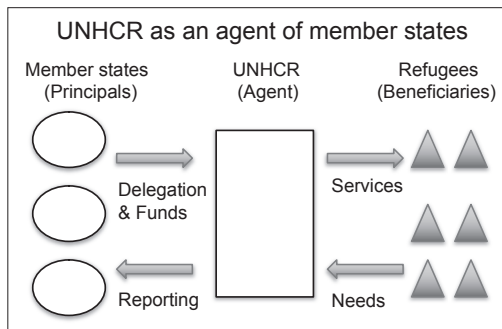 UNHCR as an agent of member states
Member states
(Principals)
UNHCR
(Agent)
Refugees
(Beneficiaries)
Delegation
& Funds
Services
Reporting
Needs